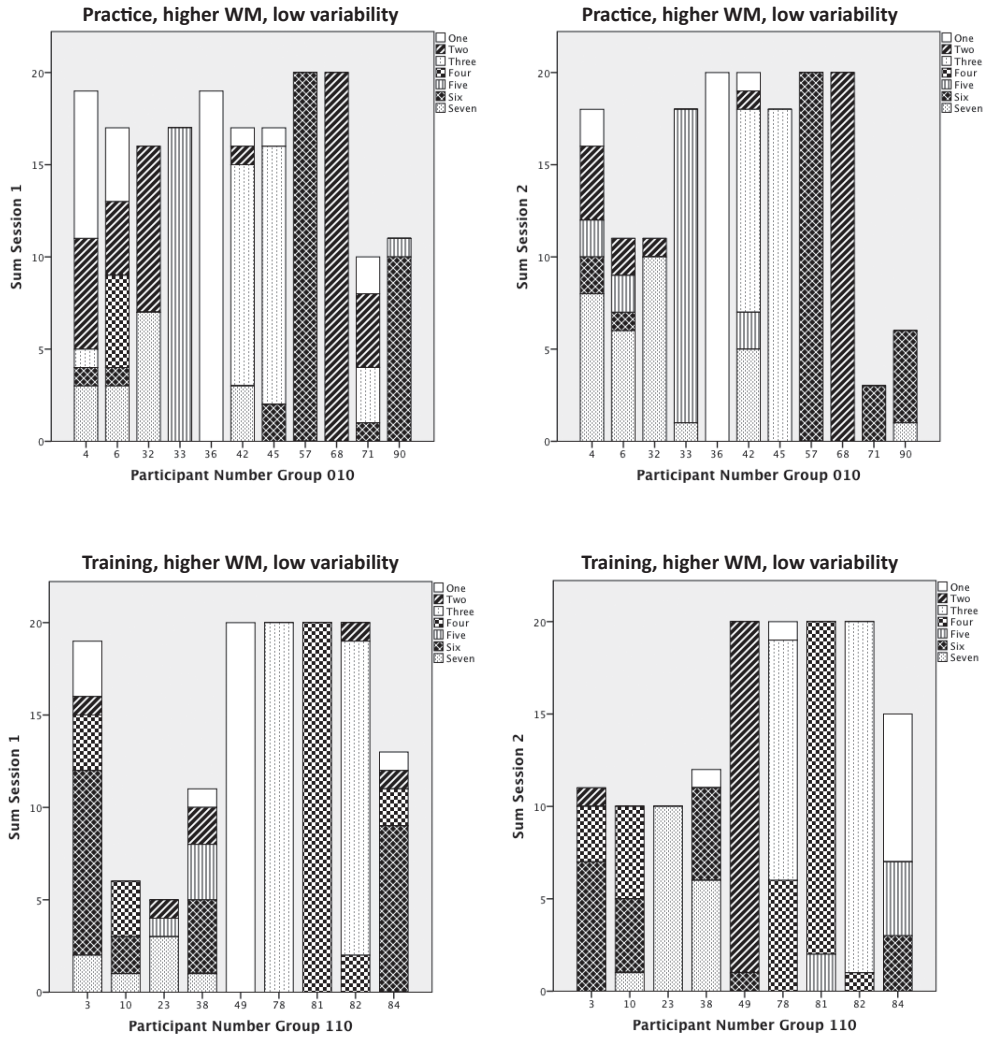 Practice, higher WM, low variability
Sum Session 1
20
15
10
5
0
4 6 32 33 36 42 45 57 68 71 90
Participant Number Group 010
One
Two
Three
Four
Five
Six
Seven
Practice, higher WM, low variability
Sum Session 2
20
15
10
5
0
4 6 32 33 36 42 45 57 68 71 90
Participant Number Group 010
One
Two
Three
Four
Five
Six
Seven
Training, higher WM, low variability
Sum Session 1
20
15
10
5
0
3 10 23 38 49 78 81 82 84
Participant Number Group 110
One
Two
Three
Four
Five
Six
Seven
Training, higher WM, low variability
Sum Session 2
20
15
10
5
0
3 10 23 38 49 78 81 82 84
Participant Number Group 110
One
Two
Three
Four
Five
Six
Seven